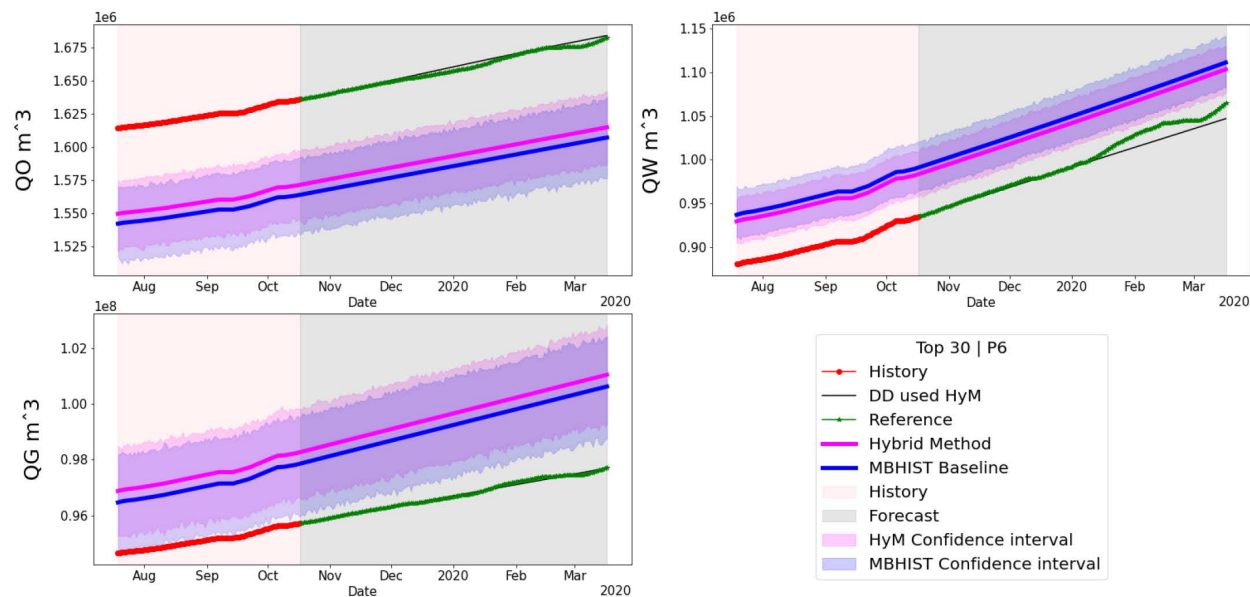 1e6
QO m^3
1.675
1.650
1.625
1.600
1.575
1.550
1.525
Aug Sep Oct Nov Dec 2020 Feb Mar
Date
2020
1e6
QW m^3
1.15
1.10
1.05
1.00
0.95
0.90
Aug Sep Oct Nov Dec 2020 Feb Mar
Date
2020
1e8
QG m^3
1.02
1.00
0.98
0.96
Aug Sep Oct Nov Dec 2020 Feb Mar
Date
2020
Top 30 | P6
History
DD used HyM
Reference
Hybrid Method
MBHIST Baseline
History
Forecast
HyM Confidence interval
MBHIST Confidence interval